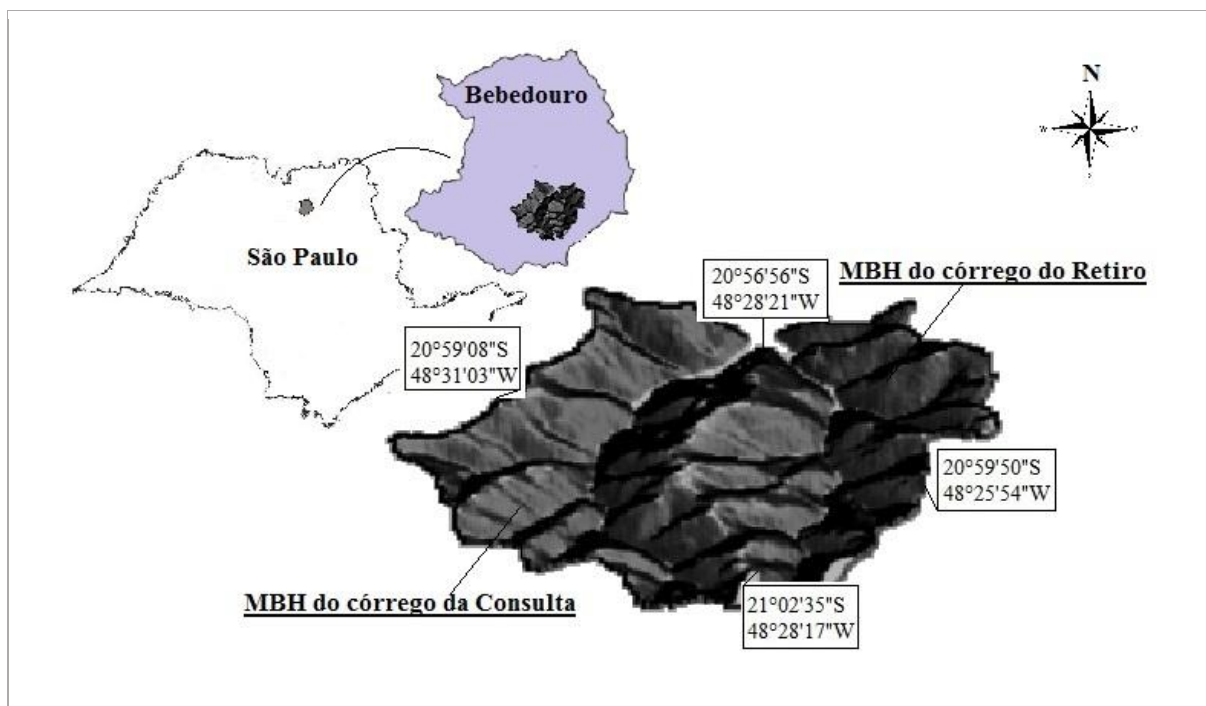 Bebedouro
N
São Paulo
20°56'56"S
48°28'21"W
MBH do córrego do Retiro
20°59'08"S
48°31'03"W
20°59'50"S
48°25'54"W
MBH do córrego da Consulta
21°02'35"S
48°28'17"W